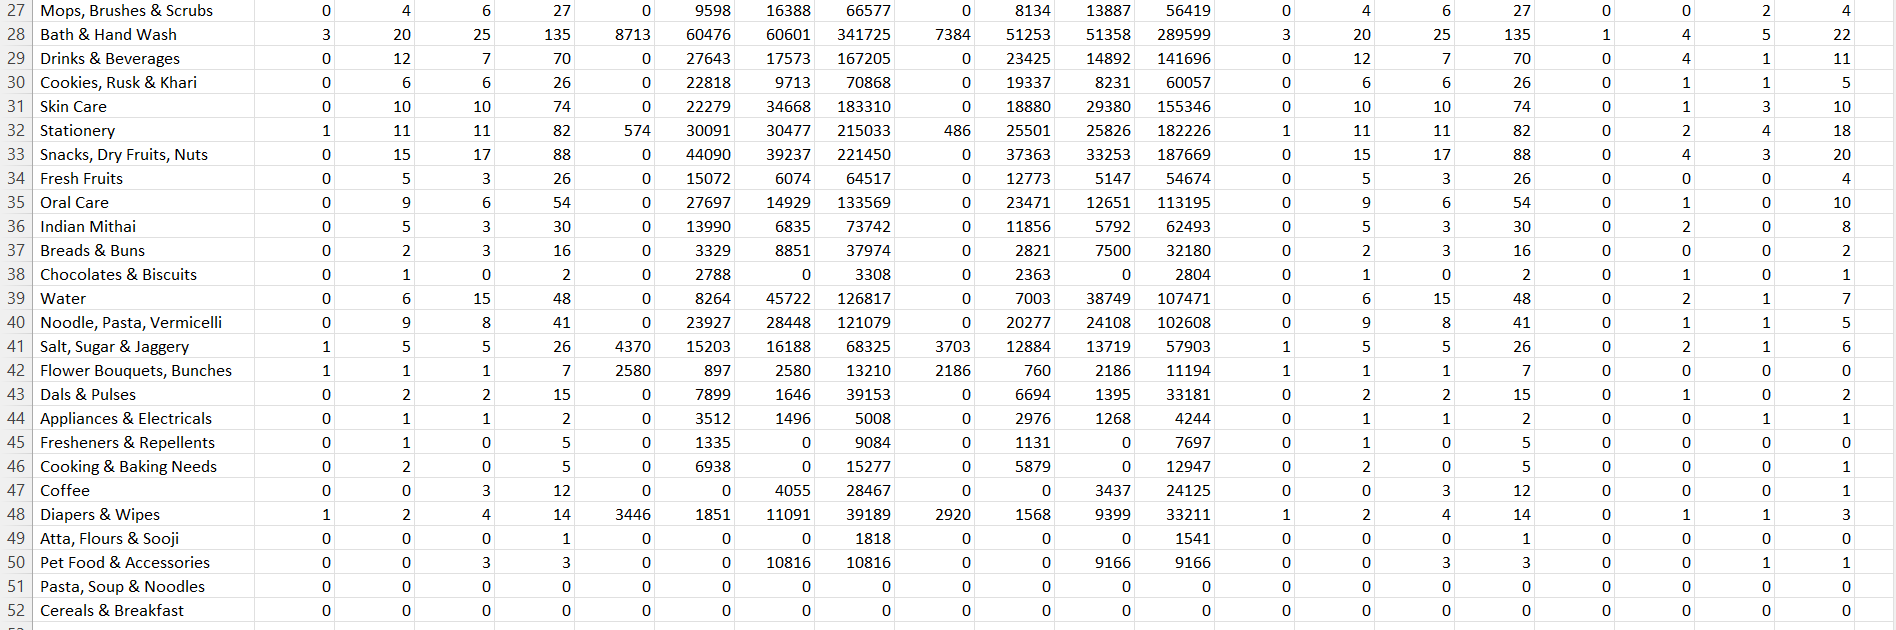 27 Mops, Brushes & Scrubs 0 4 6 27 0 9598 16388 66577 0 8134 13887 56419 0 4 6 27 0 0 2 4
28 Bath & Hand Wash 3 20 25 135 8713 60476 60601 341725 7384 51253 51358 289599 3 20 25 135 1 4 5 22
29 Drinks & Beverages 0 12 7 70 0 27643 17573 167205 0 23425 14892 141696 0 12 7 70 0 4 1 11
30 Cookies, Rusk & Khari 0 6 6 26 0 22818 9713 70868 0 19337 8231 60057 0 6 6 26 0 1 1 5
31 Skin Care 0 10 10 74 0 22279 34668 183310 0 18880 29380 155346 0 10 10 74 0 1 3 10
32 Stationery 1 11 11 82 574 30091 30477 215033 486 25501 25826 182226 1 11 11 82 0 2 4 18
33 Snacks, Dry Fruits, Nuts 0 15 17 88 0 44090 39237 221450 0 37363 33253 187669 0 15 17 88 0 4 3 20
34 Fresh Fruits 0 5 3 26 0 15072 6074 64517 0 12773 5147 54674 0 5 3 26 0 0 0 4
35 Oral Care 0 9 6 54 0 27697 14929 133569 0 23471 12651 113195 0 9 6 54 0 1 0 10
36 Indian Mithai 0 5 3 30 0 13990 6835 73742 0 11856 5792 62493 0 5 3 30 0 2 0 8
37 Breads & Buns 0 2 3 16 0 3329 8851 37974 0 2821 7500 32180 0 2 3 16 0 0 0 2
38 Chocolates & Biscuits 0 1 0 2 0 2788 0 3308 0 2363 0 2804 0 1 0 2 0 1 0 1
39 Water 0 6 15 48 0 8264 45722 126817 0 7003 38749 107471 0 6 15 48 0 2 1 7
40 Noodle, Pasta, Vermicelli 0 9 8 41 0 23927 28448 121079 0 20277 24108 102608 0 9 8 41 0 1 1 5
41 Salt, Sugar & Jaggery 1 5 5 26 4370 15203 16188 68325 3703 12884 13719 57903 1 5 5 26 0 2 1 6
42 Flower Bouquets, Bunches 1 1 1 7 2580 897 2580 13210 2186 760 2186 11194 1 1 1 7 0 0 0 0
43 Dals & Pulses 0 2 2 15 0 7899 1646 39153 0 6694 1395 33181 0 2 2 15 0 1 0 2
44 Appliances & Electricals 0 1 1 2 0 3512 1496 5008 0 2976 1268 4244 0 1 1 2 0 0 1 1
45 Fresheners & Repellents 0 1 0 5 0 1335 0 9084 0 1131 0 7697 0 1 0 5 0 0 0 0
46 Cooking & Baking Needs 0 2 0 5 0 6938 0 15277 0 5879 0 12947 0 2 0 5 0 0 0 1
47 Coffee 0 0 3 12 0 0 4055 28467 0 0 3437 24125 0 0 3 12 0 0 0 1
48 Diapers & Wipes 1 2 4 14 3446 1851 11091 39189 2920 1568 9399 33211 1 2 4 14 0 1 1 3
49 Atta, Flours & Sooji 0 0 0 1 0 0 0 1818 0 0 0 1541 0 0 0 1 0 0 0 0
50 Pet Food & Accessories 0 0 3 3 0 0 10816 10816 0 0 9166 9166 0 0 3 3 0 0 1 1
51 Pasta, Soup & Noodles 0 0 0 0 0 0 0 0 0 0 0 0 0 0 0 0 0 0 0 0
52 Cereals & Breakfast 0 0 0 0 0 0 0 0 0 0 0 0 0 0 0 0 0 0 0 0